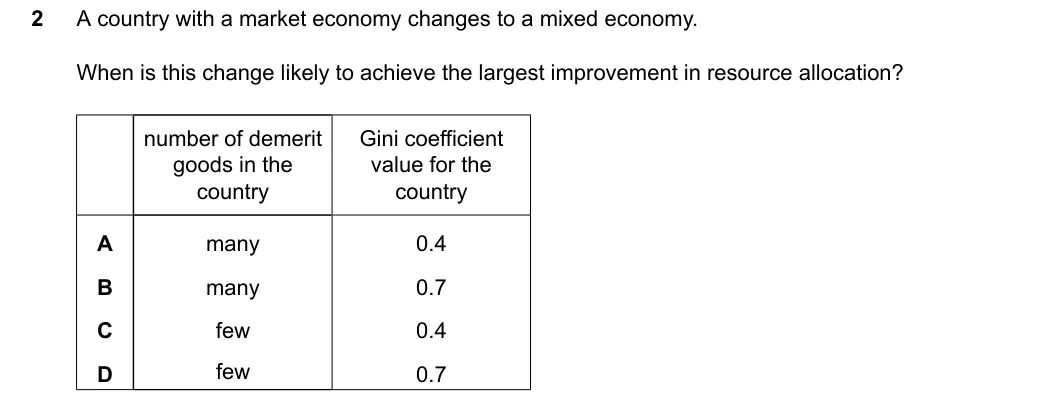 2 A country with a market economy changes to a mixed economy.
When is this change likely to achieve the largest improvement in resource allocation?
number of demerit goods in the country Gini coefficient value for the country
A many 0.4
B many 0.7
C few 0.4
D few 0.7